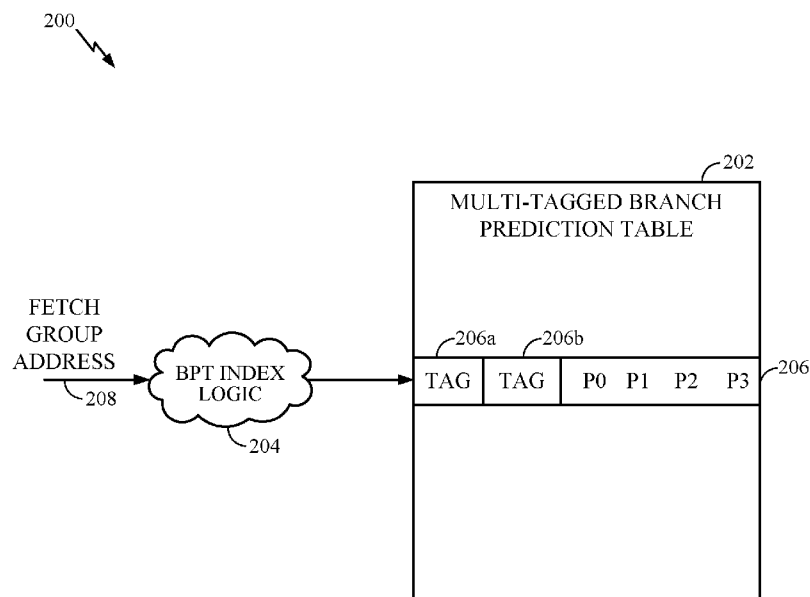 200
202
MULTI-TAGGED BRANCH
PREDICTION TABLE
FETCH
GROUP
ADDRESS
208
BPT INDEX
LOGIC
204
206a
206b
TAG TAG P0 P1 P2 P3
206